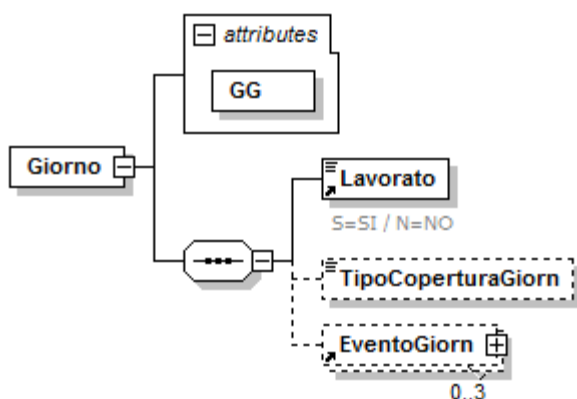 attributes
GG
Giorno
Lavorato
S=SI / N=NO
TipoCoperturaGiorn
EventoGiorn
0..3